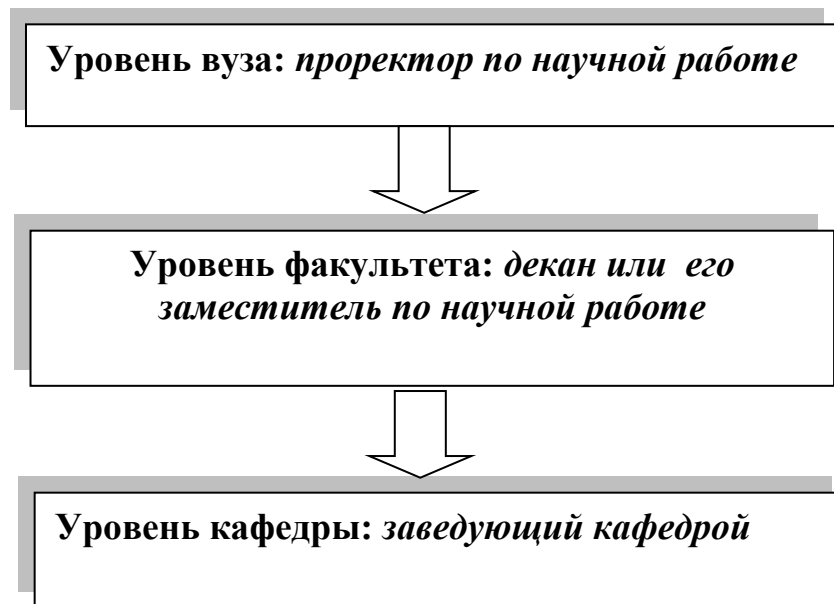 Уровень вуза: проректор по научной работе
Уровень факультета: декан или его
заместитель по научной работе
Уровень кафедры: заведующий кафедрой